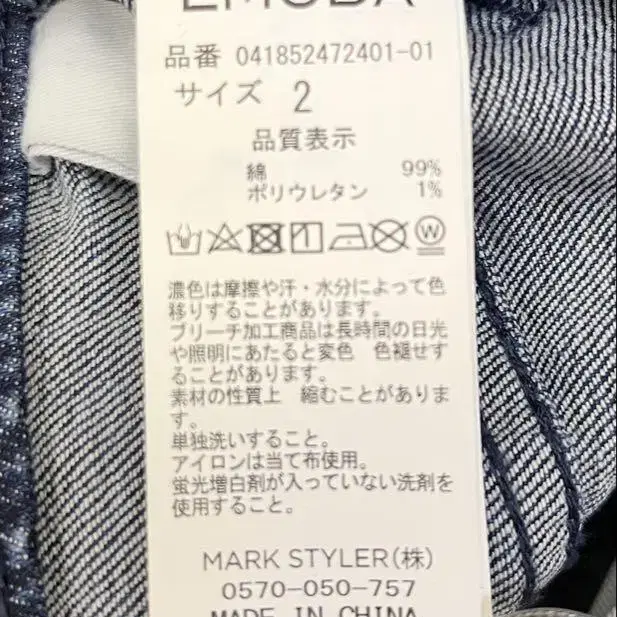 EMODA
品番 041852472401-01
サイズ 2
品質表示
綿 99%
ポリウレタン 1%
濃色は摩擦や汗・水分によって色
移りすることがあります。
ブリーチ加工商品は長時間の日光
や照明にあたると変色 色褪せす
ることがあります。
素材の性質上 縮むことがありま
す。
単独洗いすること。
アイロンは当て布使用。
蛍光増白剤が入っていない洗剤を
使用すること。
MARK STYLER(株)
0570-050-757
MADE IN CHINA